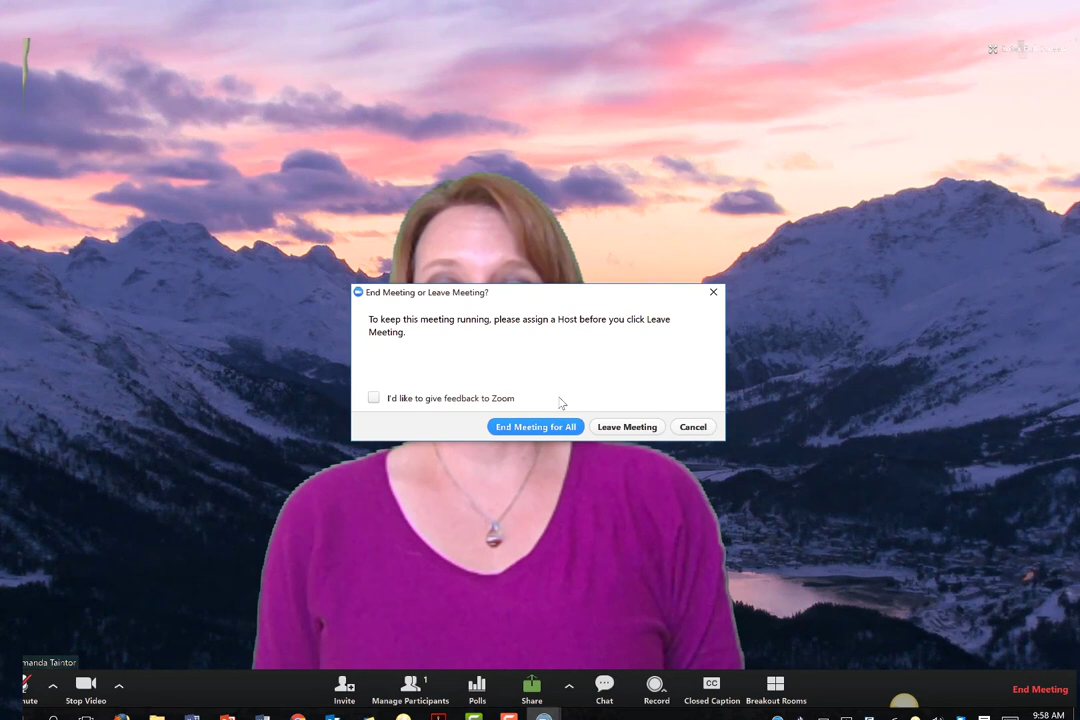 End Meeting or Leave Meeting?
To keep this meeting running, please assign a Host before you click Leave
Meeting.
I'd like to give feedback to Zoom
End Meeting for All
Leave Meeting
Cancel
manda Taintor
ute
Stop Video
Invite
Manage Participants
1
Polls
Share
Chat
Record
CC
Closed Caption
Breakout Rooms
End Meeting
9:58 AM